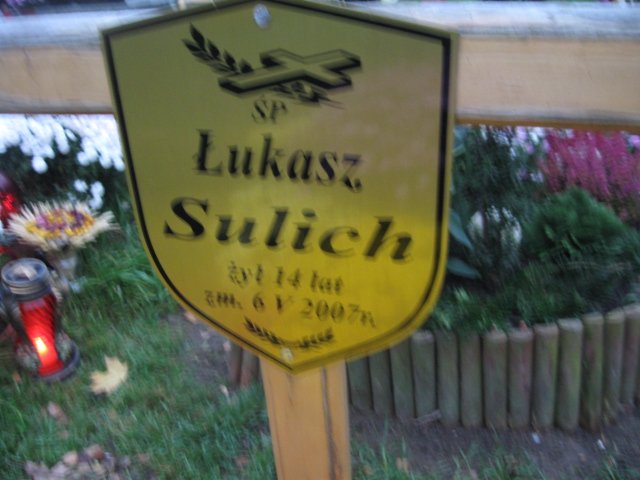 ŚP
Łukasz
Sulich
żył 14 lat
zm. 6 V 2007r.